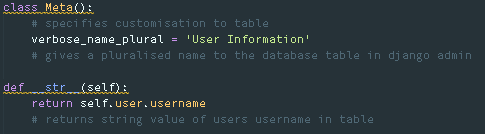 class Meta():
    # specifies customisation to table
    verbose_name_plural = 'User Information'
    # gives a pluralised name to the database table in django admin

def __str__(self):
    return self.user.username
    # returns string value of users username in table